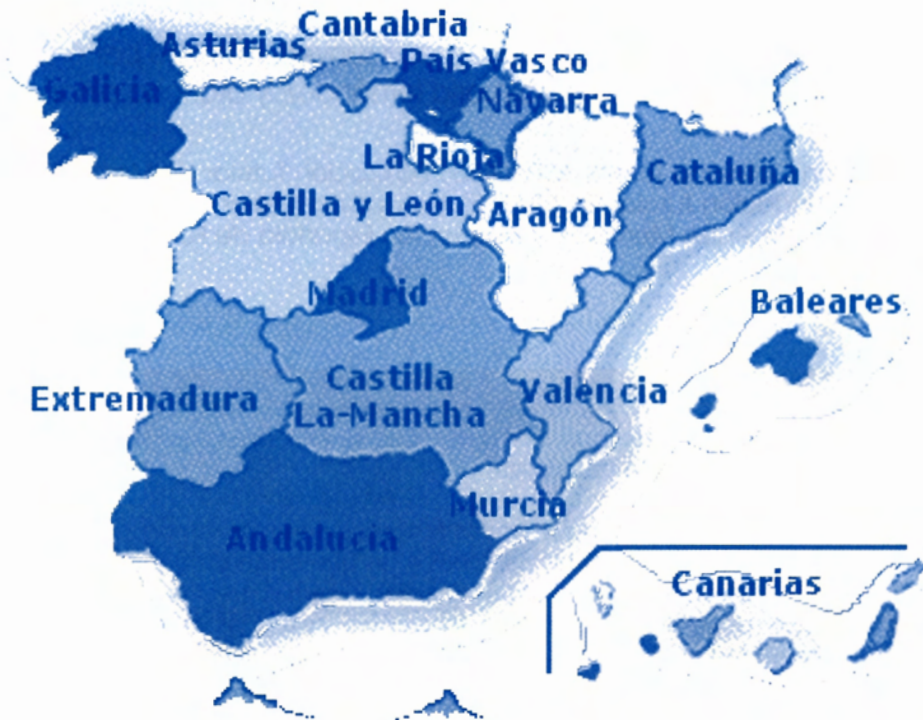 Cantabria
Asturias
País Vasco
Galicia
Navarra
La Rioja
Cataluña
Castilla y León
Aragón
Madrid
Baleares
Extremadura
Castilla
La-Mancha
Valencia
Murcia
Andalucía
Canarias